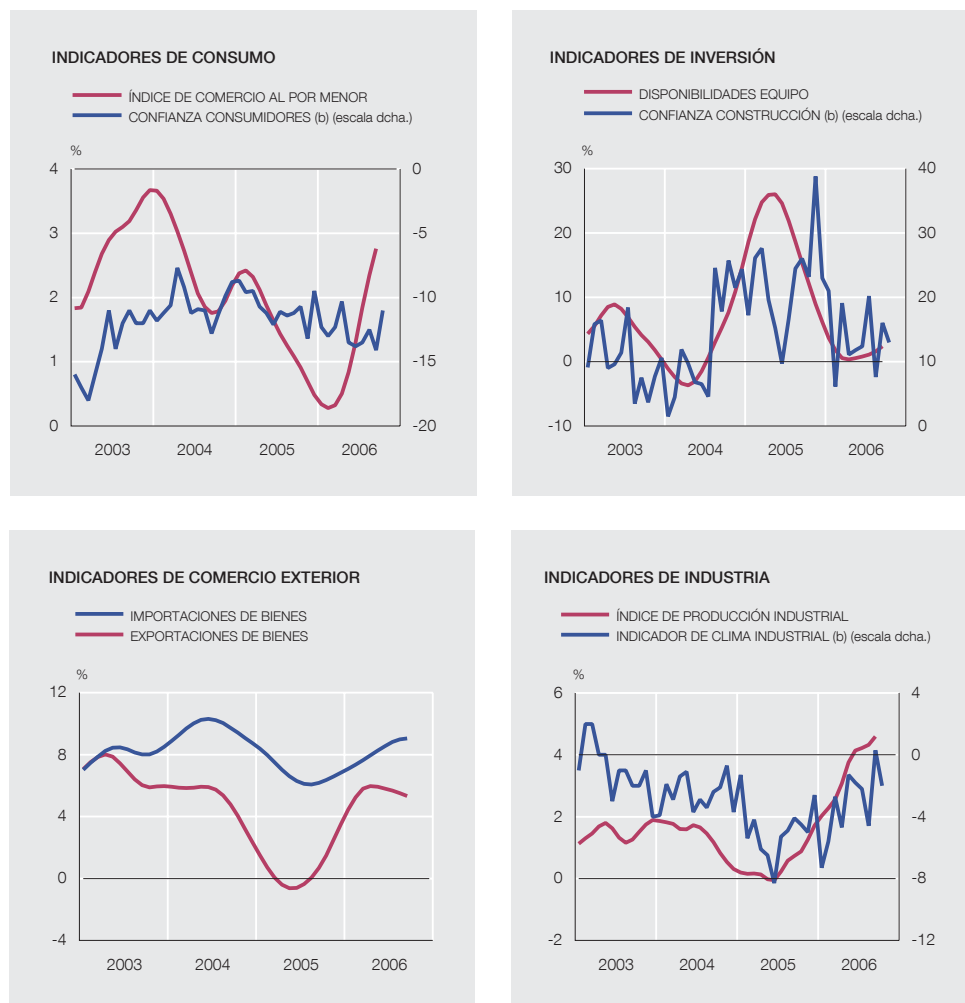 INDICADORES DE CONSUMO
ÍNDICE DE COMERCIO AL POR MENOR
CONFIANZA CONSUMIDORES (b) (escala dcha.)
%
4 0
3 -5
2 -10
1 -15
0 -20
2003 2004 2005 2006
INDICADORES DE INVERSIÓN
DISPONIBILIDADES EQUIPO
CONFIANZA CONSTRUCCIÓN (b) (escala dcha.)
%
30 40
20 30
10 20
0 10
-10 0
2003 2004 2005 2006
INDICADORES DE COMERCIO EXTERIOR
IMPORTACIONES DE BIENES
EXPORTACIONES DE BIENES
%
12
8
4
0
-4
2003 2004 2005 2006
INDICADORES DE INDUSTRIA
ÍNDICE DE PRODUCCIÓN INDUSTRIAL
INDICADOR DE CLIMA INDUSTRIAL (b) (escala dcha.)
%
6 4
4 0
2 -4
0 -8
-2 -12
2003 2004 2005 2006